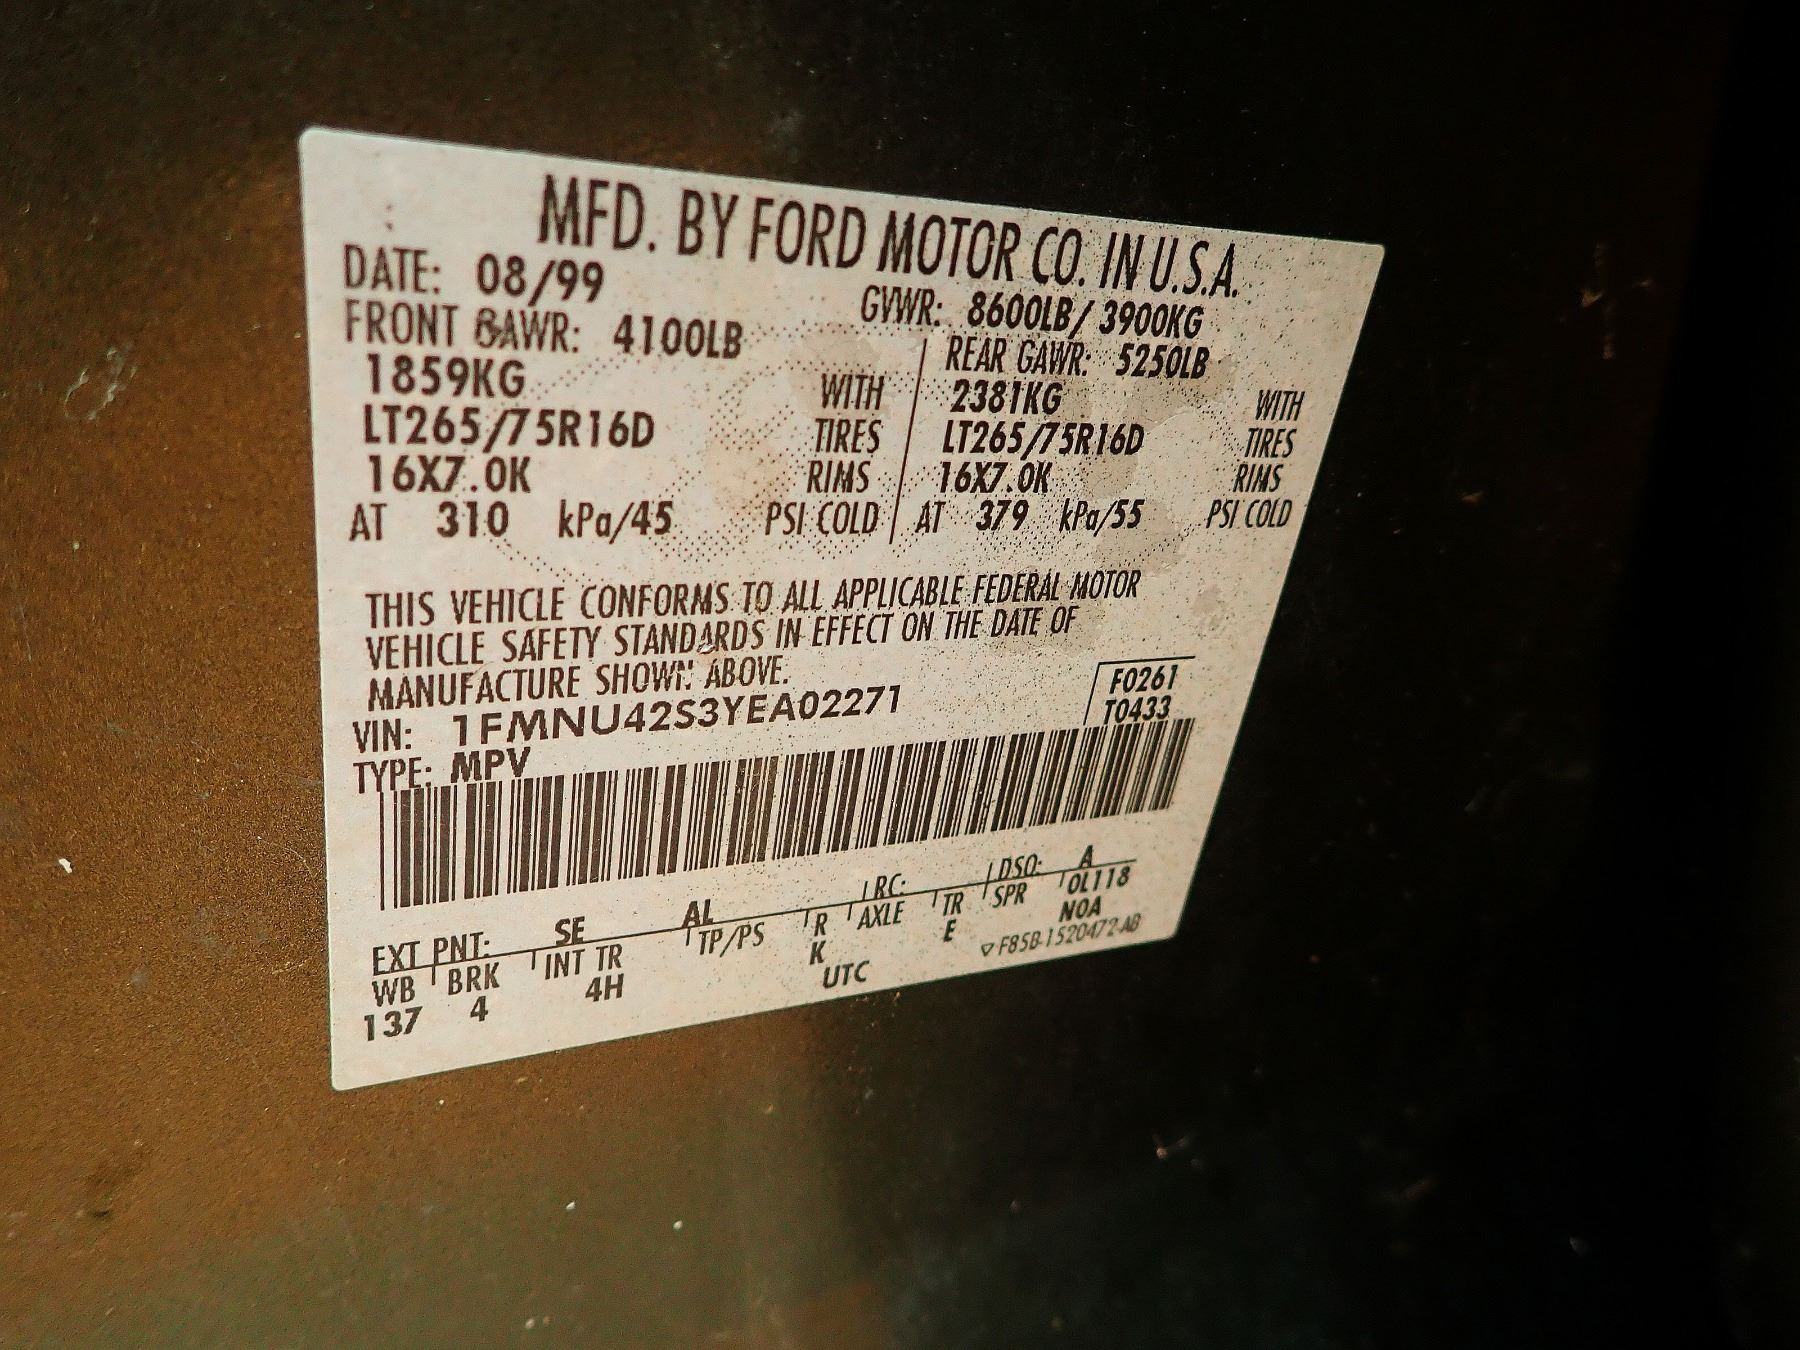 MFD. BY FORD MOTOR CO. IN U.S.A.
DATE: 08/99 GVWR: 8600LB/ 3900KG
FRONT GAWR: 4100LB REAR GAWR: 5250LB
1859KG WITH 2381KG WITH
LT265/75R16D TIRES LT265/75R16D TIRES
16X7.0K RIMS 16X7.0K RIMS
AT 310 kPa/45 PSI COLD AT 379 kPa/55 PSI COLD
THIS VEHICLE CONFORMS TO ALL APPLICABLE FEDERAL MOTOR
VEHICLE SAFETY STANDARDS IN EFFECT ON THE DATE OF
MANUFACTURE SHOWN ABOVE.
F0261
VIN: 1FMNU42S3YEA02271 T0433
TYPE: MPV
EXT PNT: SE AL RC: DSO: A
WB BRK INT TR TP/PS R AXLE TR SPR OL118
K E NOA
137 4 4H UTC ▽ F85B-1520472-AB